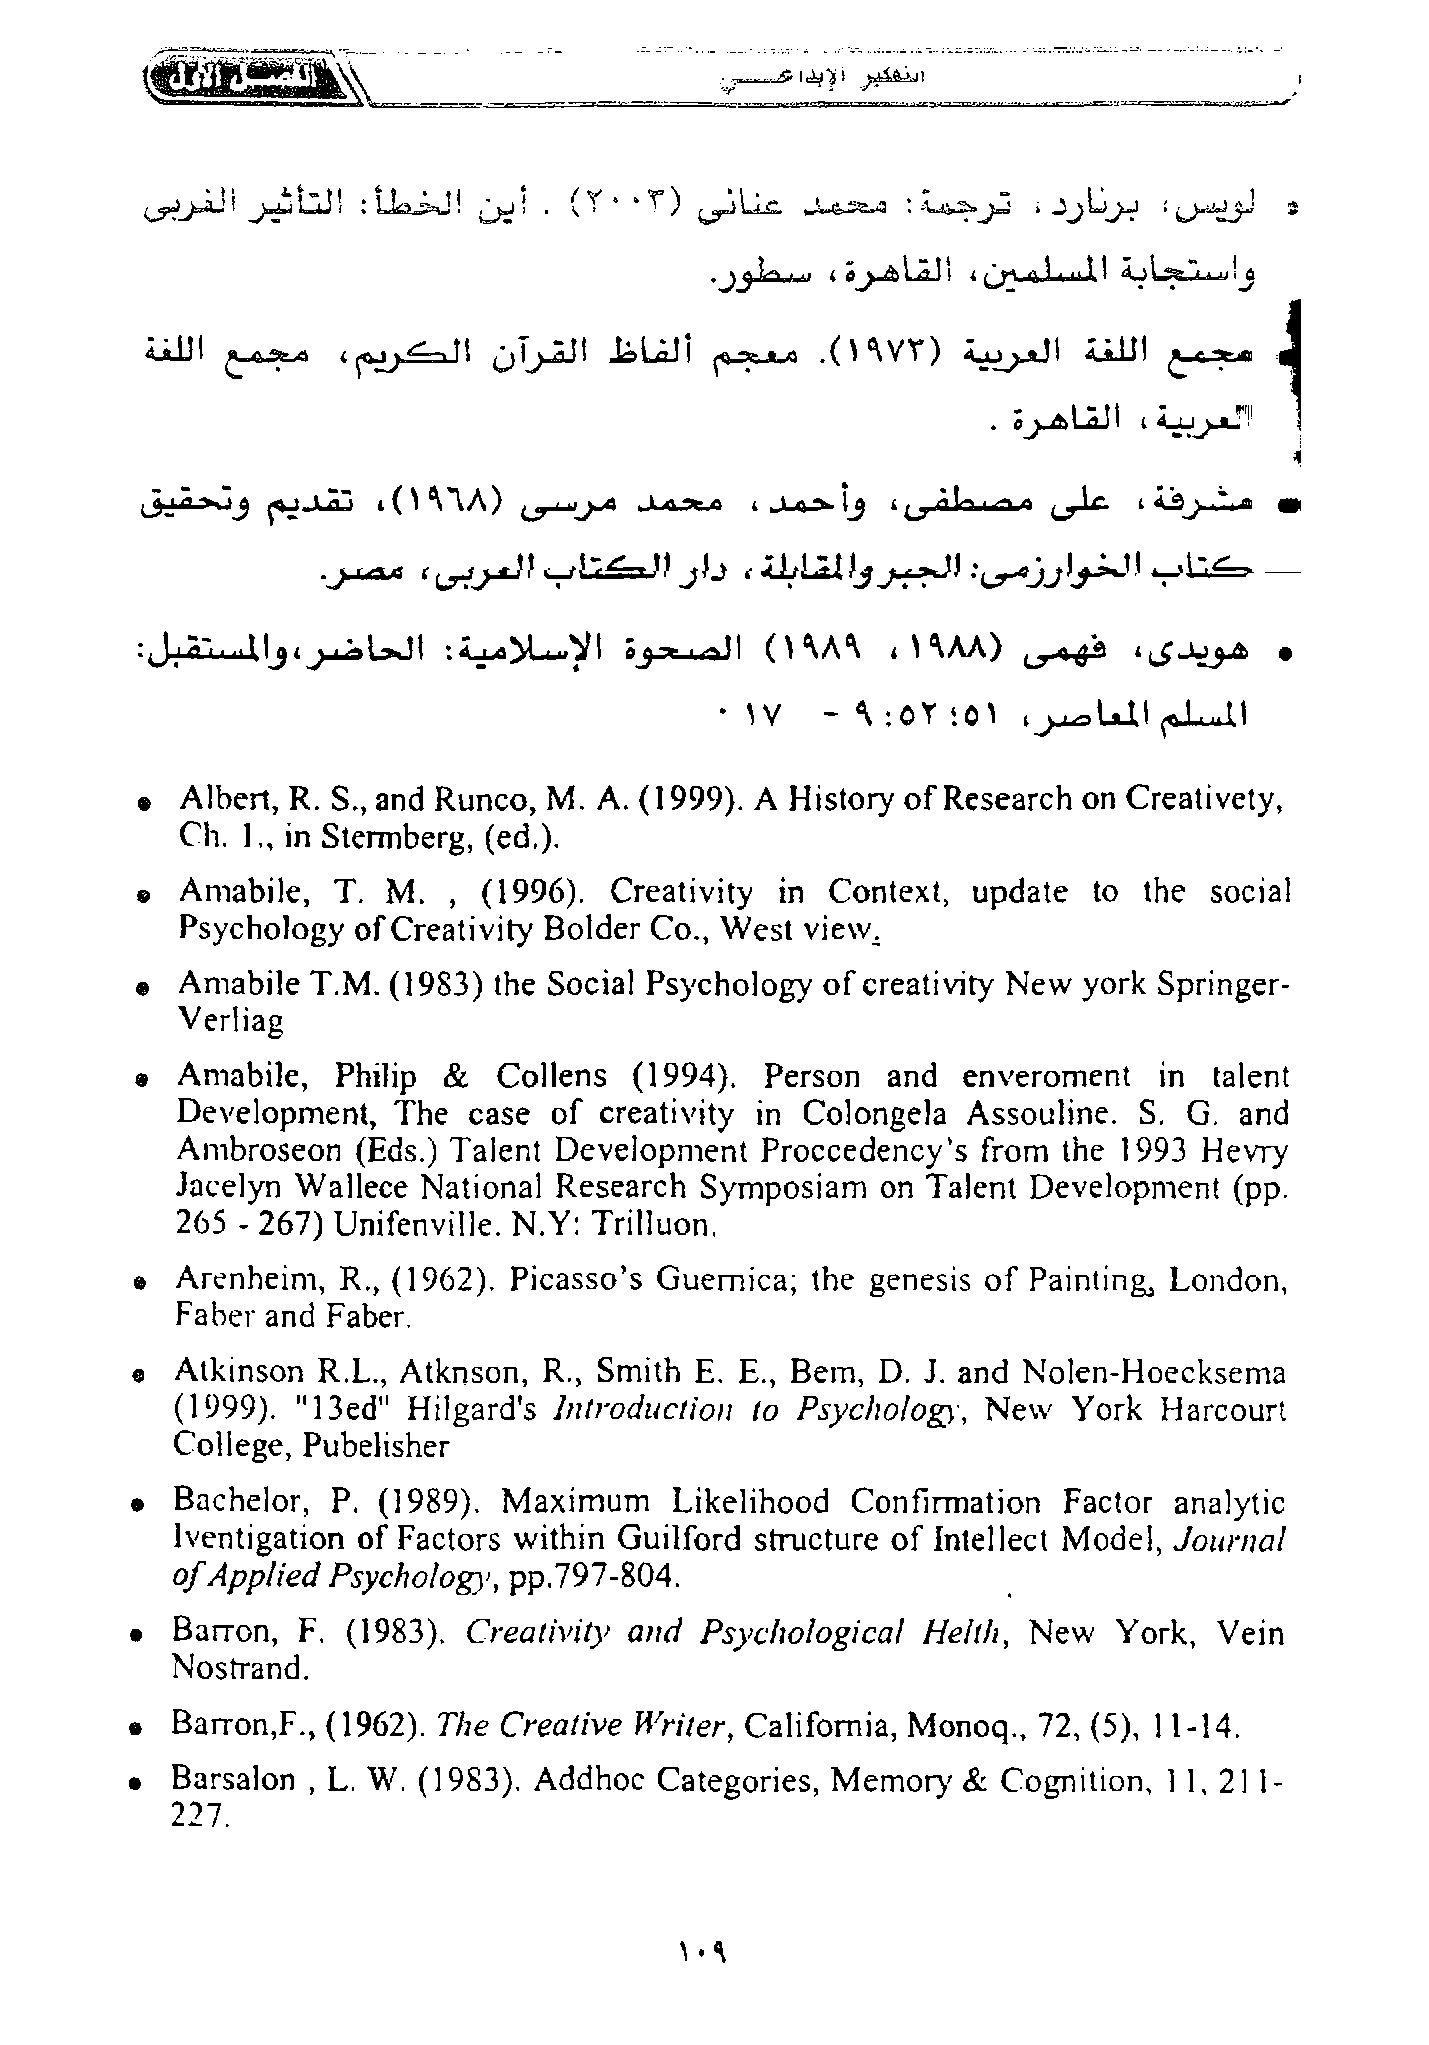 التفكير الإبداعـــي
الفصل الأول
• لويس، برنارد، ترجمة: محمد عنانى (٢٠٠٣) . أين الخطأ: التأثير الغربى
واستجابة المسلمين، القاهرة، سطور.
• مجمع اللغة العربية (١٩٧٣). معجم ألفاظ القرآن الكريم، مجمع اللغة
العربية، القاهرة .
• مشرفة، على مصطفى، وأحمد، محمد مرسى (١٩٦٨)، تقديم وتحقيق
كتاب الخوارزمى: الجبر والمقابلة، دار الكتاب العربى، مصر.
• هويدى، فهمى (١٩٨٨ ، ١٩٨٩) الصحوة الإسلامية: الحاضر،والمستقبل:
المسلم المعاصر، ٥١؛ ٥٢: ٩ – ١٧ ٠
• Albert, R. S., and Runco, M. A. (1999). A History of Research on Creativety,
Ch. 1., in Stermberg, (ed.).
• Amabile, T. M. , (1996). Creativity in Context, update to the social
Psychology of Creativity Bolder Co., West view.
• Amabile T.M. (1983) the Social Psychology of creativity New york Springer-
Verliag
• Amabile, Philip & Collens (1994). Person and enveroment in talent
Development, The case of creativity in Colongela Assouline. S. G. and
Ambroseon (Eds.) Talent Development Proccedency's from the 1993 Hevry
Jacelyn Wallece National Research Symposiam on Talent Development (pp.
265 - 267) Unifenville. N.Y: Trilluon.
• Arenheim, R., (1962). Picasso's Guernica; the genesis of Painting, London,
Faber and Faber.
• Atkinson R.L., Atknson, R., Smith E. E., Bem, D. J. and Nolen-Hoecksema
(1999). "13ed" Hilgard's Introduction to Psychology, New York Harcourt
College, Pubelisher
• Bachelor, P. (1989). Maximum Likelihood Confirmation Factor analytic
Iventigation of Factors within Guilford structure of Intellect Model, Journal
of Applied Psychology, pp.797-804.
• Barron, F. (1983). Creativity and Psychological Helth, New York, Vein
Nostrand.
• Barron,F., (1962). The Creative Writer, California, Monoq., 72, (5), 11-14.
• Barsalon , L. W. (1983). Addhoc Categories, Memory & Cognition, 11, 211-
227.
١٠٩